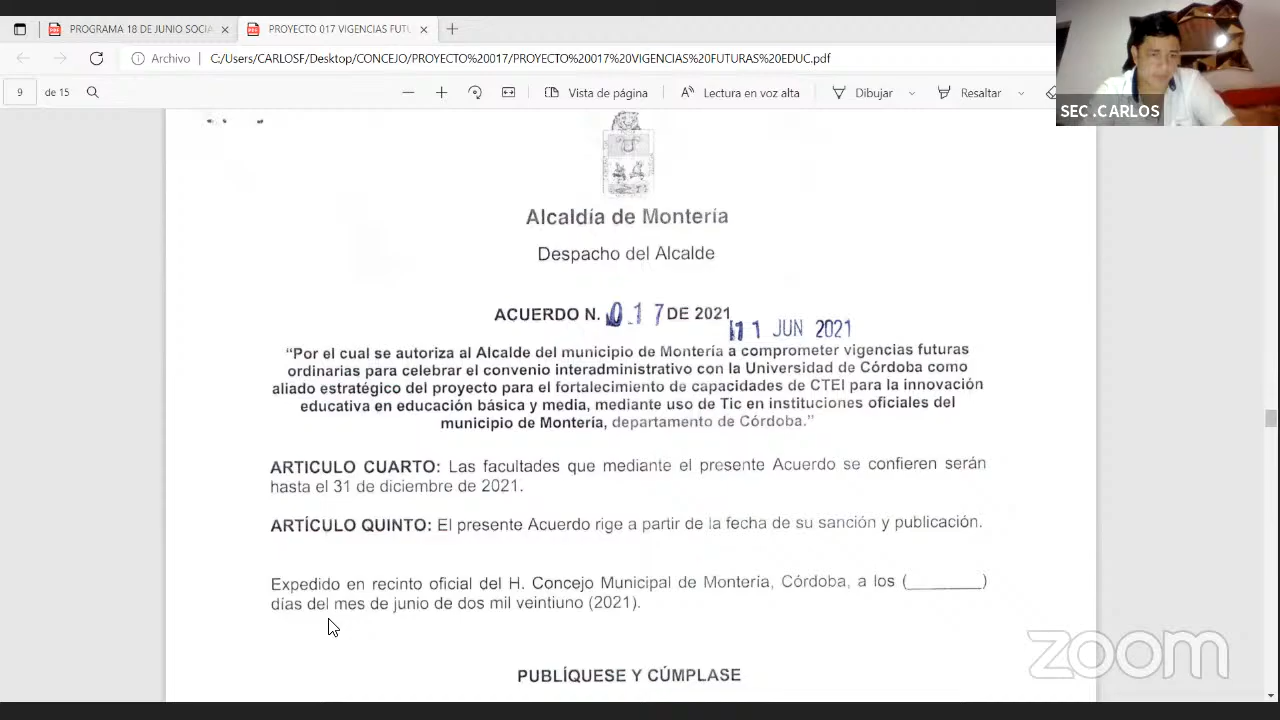 PROGRAMA 18 DE JUNIO SOCIA
PROYECTO 017 VIGENCIAS FUTU
Archivo
C:/Users/CARLOSF/Desktop/CONCEJO/PROYECTO%20017/PROYECTO%20017%20VIGENCIAS%20FUTURAS%20EDUC.pdf
9 de 15
Vista de página
Lectura en voz alta
Dibujar
Resaltar
SEC .CARLOS
Alcaldía de Montería
Despacho del Alcalde
ACUERDO N. 017 DE 2021
11 JUN 2021
“Por el cual se autoriza al Alcalde del municipio de Montería a comprometer vigencias futuras
ordinarias para celebrar el convenio interadministrativo con la Universidad de Córdoba como
aliado estratégico del proyecto para el fortalecimiento de capacidades de CTEI para la innovación
educativa en educación básica y media, mediante uso de Tic en instituciones oficiales del
municipio de Montería, departamento de Córdoba.”
ARTICULO CUARTO: Las facultades que mediante el presente Acuerdo se confieren serán
hasta el 31 de diciembre de 2021.
ARTÍCULO QUINTO: El presente Acuerdo rige a partir de la fecha de su sanción y publicación.
Expedido en recinto oficial del H. Concejo Municipal de Montería, Córdoba, a los (________)
días del mes de junio de dos mil veintiuno (2021).
PUBLÍQUESE Y CÚMPLASE
zoom